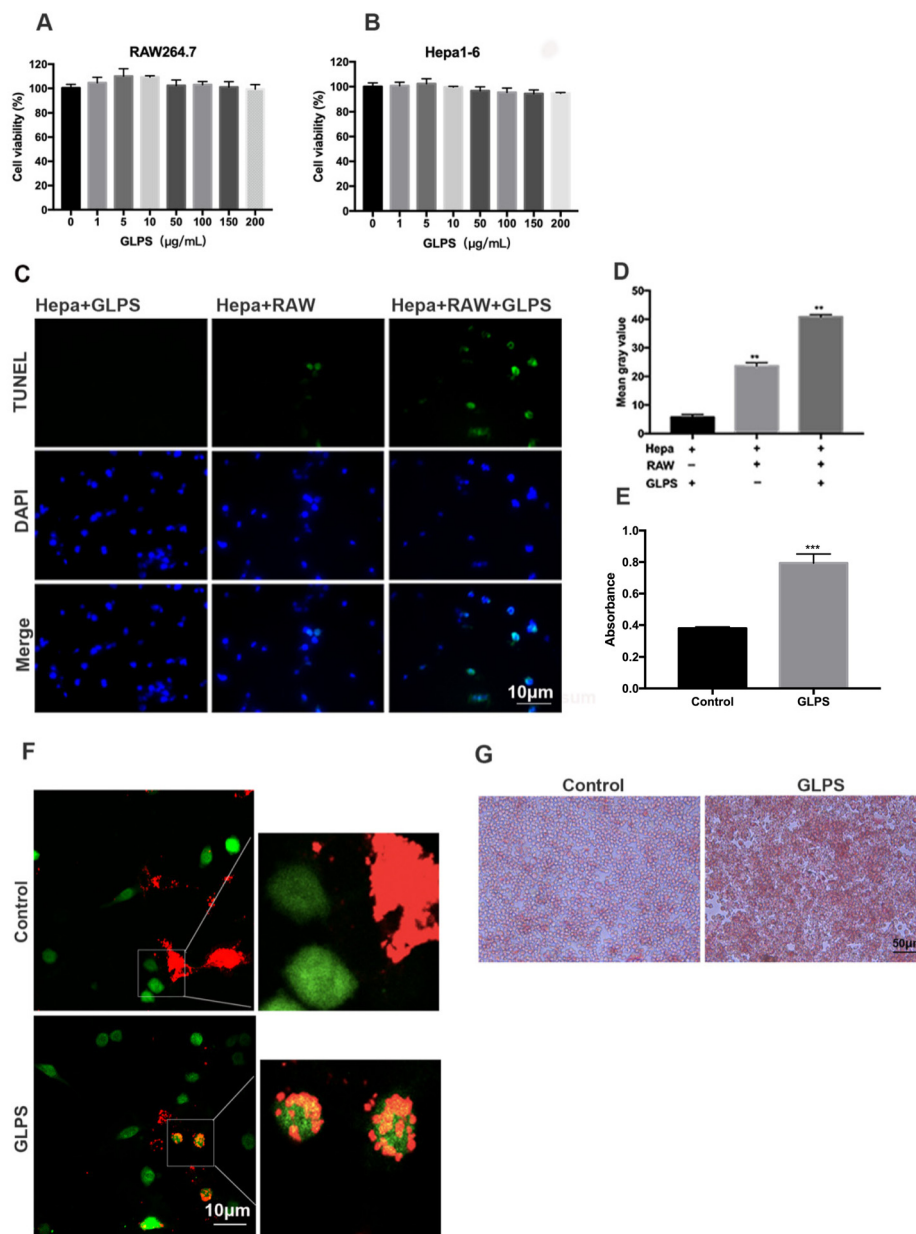 A
RAW264.7
Cell viability (%)
120
100
80
60
40
20
0
0 1 5 10 50 100 150 200
GLPS (μg/mL)
B
Hepa1-6
Cell viability (%)
120
100
80
60
40
20
0
0 1 5 10 50 100 150 200
GLPS (μg/mL)
C
Hepa+GLPS Hepa+RAW Hepa+RAW+GLPS
TUNEL
DAPI
Merge
10μm
sum
D
Mean gray value
50
40
30
20
10
0
** **
Hepa + + +
RAW – + +
GLPS + – +
E
Absorbance
1.0
0.8
0.6
0.4
0.2
0.0
***
Control GLPS
F
Control
GLPS
10μm
G
Control GLPS
50μm